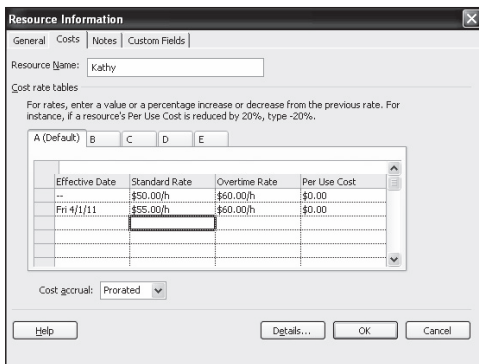 Resource Information
General Costs Notes Custom Fields
Resource Name: Kathy
Cost rate tables
For rates, enter a value or a percentage increase or decrease from the previous rate. For
instance, if a resource's Per Use Cost is reduced by 20%, type -20%.
A (Default) B C D E
Effective Date Standard Rate Overtime Rate Per Use Cost
-- $50.00/h $60.00/h $0.00
Fri 4/1/11 $55.00/h $60.00/h $0.00
Cost accrual: Prorated
Help Details... OK Cancel